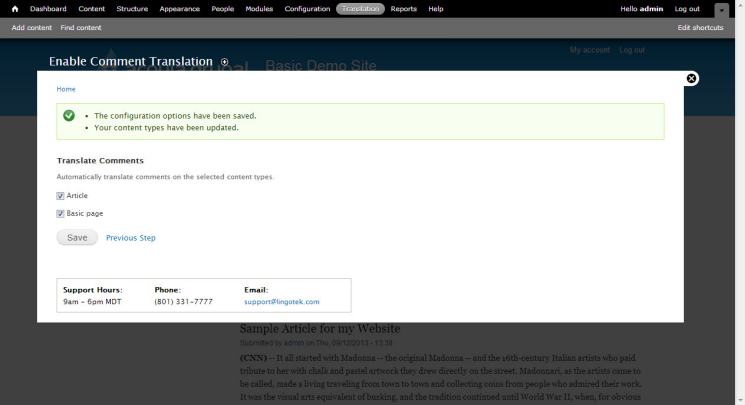 Dashboard Content Structure Appearance People Modules Configuration Translation Reports Help Hello admin Log out
Add content Find content Edit shortcuts
My account Log out
Enable Comment Translation
Basic Demo Site
Home
The configuration options have been saved.
Your content types have been updated.
Translate Comments
Automatically translate comments on the selected content types.
Article
Basic page
Save Previous Step
Support Hours: Phone: Email:
9am - 6pm MDT (801) 331-7777 support@lingotek.com
Sample Article for my Website
Submitted by admin on Thu, 09/12/2013 - 13:38
(CNN) -- It all started with Madonna -- the original Madonna -- and the 16th-century Italian artists who paid
tribute to her with chalk and pastel artwork they drew directly on the street. Madonnari, as the artists came to
be called, made a living traveling from town to town and collecting coins from people who admired their work.
It was the visual arts equivalent of busking, and the tradition continued until World War II, when, for obvious